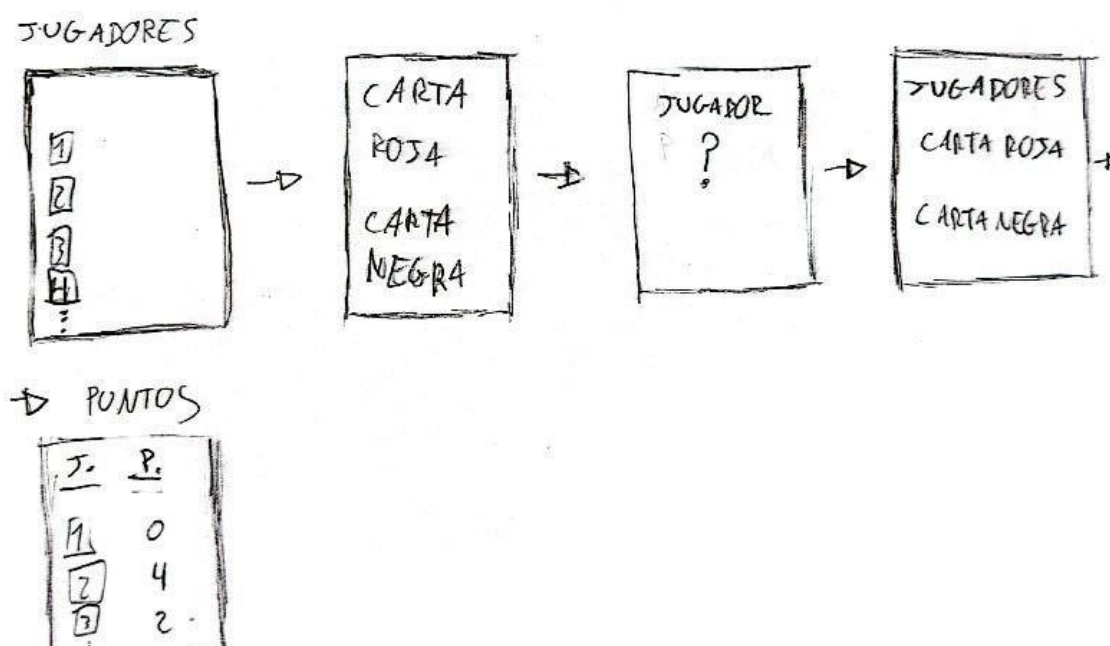 JUGADORES
1
2
3
4
CARTA
ROJA
CARTA
NEGRA
JUGADOR
?
JUGADORES
CARTA ROJA
CARTA NEGRA
PUNTOS
J. P.
1 0
2 4
3 2